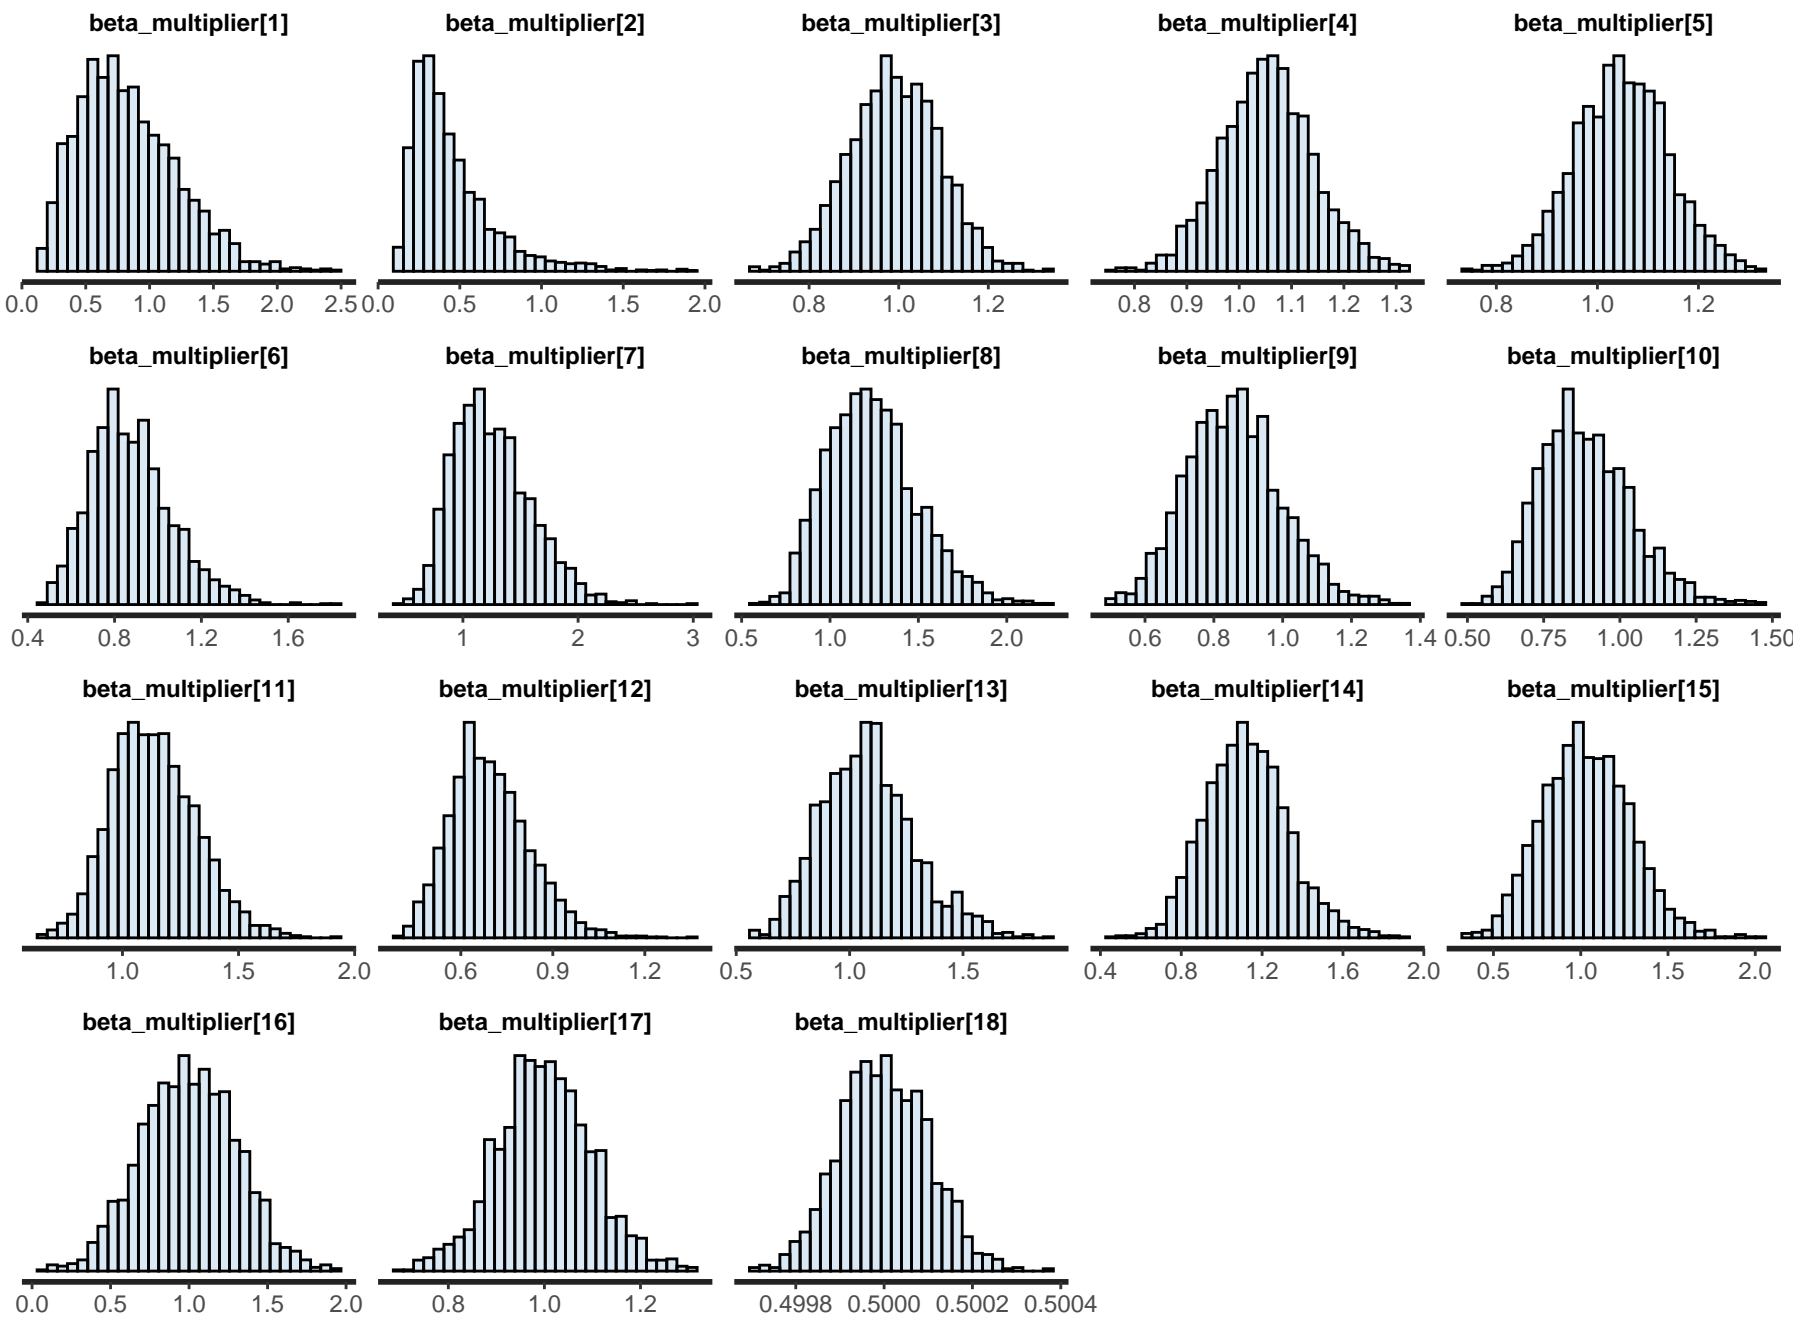 beta_multiplier[1] beta_multiplier[2] beta_multiplier[3] beta_multiplier[4] beta_multiplier[5]
0.0 0.5 1.0 1.5 2.0 2.5 0.0 0.5 1.0 1.5 2.0 0.8 1.0 1.2 0.8 0.9 1.0 1.1 1.2 1.3 0.8 1.0 1.2
beta_multiplier[6] beta_multiplier[7] beta_multiplier[8] beta_multiplier[9] beta_multiplier[10]
0.4 0.8 1.2 1.6 1 2 3 0.5 1.0 1.5 2.0 0.6 0.8 1.0 1.2 1.4 0.50 0.75 1.00 1.25 1.50
beta_multiplier[11] beta_multiplier[12] beta_multiplier[13] beta_multiplier[14] beta_multiplier[15]
1.0 1.5 2.0 0.6 0.9 1.2 0.5 1.0 1.5 0.4 0.8 1.2 1.6 2.0 0.5 1.0 1.5 2.0
beta_multiplier[16] beta_multiplier[17] beta_multiplier[18]
0.0 0.5 1.0 1.5 2.0 0.8 1.0 1.2 0.4998 0.5000 0.5002 0.5004